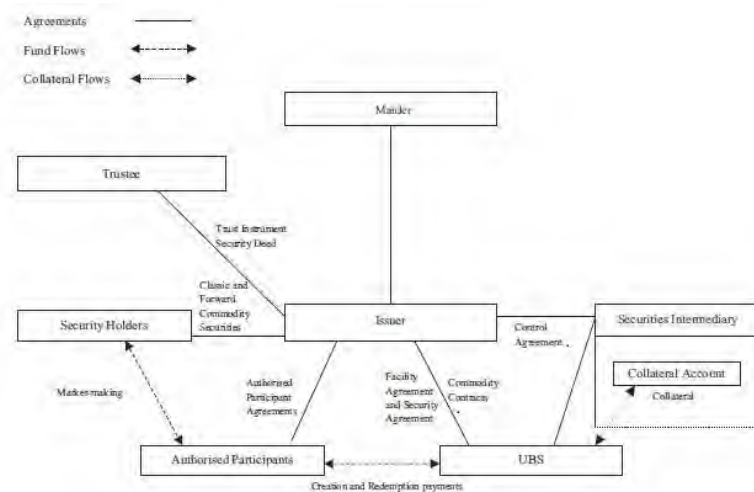 Agreements
Fund Flows
Collateral Flows
Manler
Trustee
Trust Instrument
Security Deed
Classic and
Forward
Commodity
Securities
Security Holders
Issuer
Securities Intermediary
Control
Agreement
Collateral Account
Collateral
Market-making
Authorised
Participant
Agreements
Facility
Agreement
and Security
Agreement
Commodity
Contracts
Authorised Participants
UBS
Creation and Redemption payments